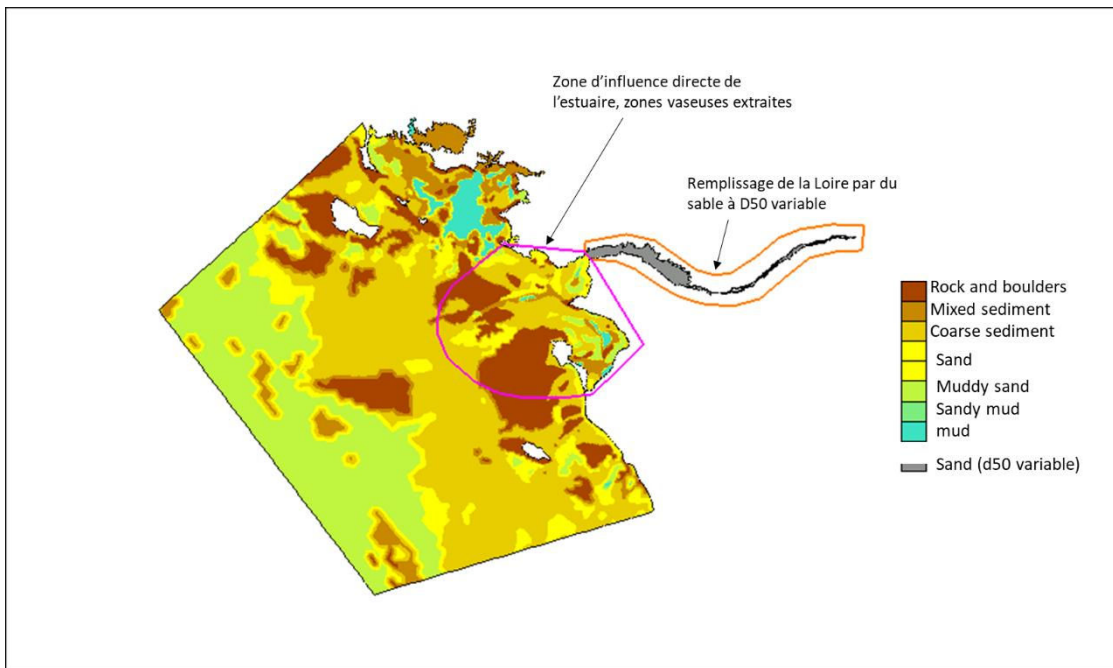 Zone d’influence directe de
l’estuaire, zones vaseuses extraites
Remplissage de la Loire par du
sable à D50 variable
Rock and boulders
Mixed sediment
Coarse sediment
Sand
Muddy sand
Sandy mud
mud
Sand (d50 variable)